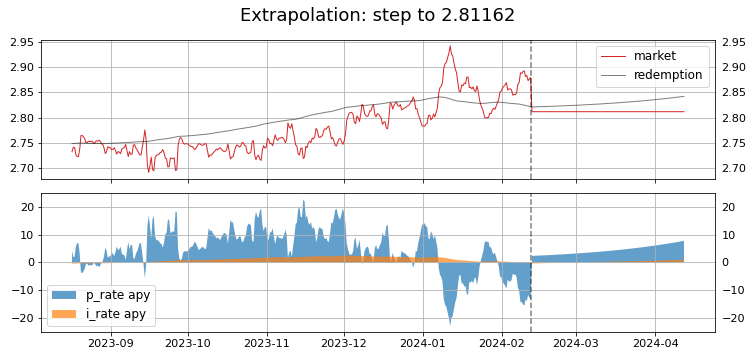 Extrapolation: step to 2.81162
2.95 2.95
market
redemption
2.90 2.90
2.85 2.85
2.80 2.80
2.75 2.75
2.70 2.70
20 20
10 10
0 0
−10 −10
p_rate apy
i_rate apy
−20 −20
2023-09 2023-10 2023-11 2023-12 2024-01 2024-02 2024-03 2024-04